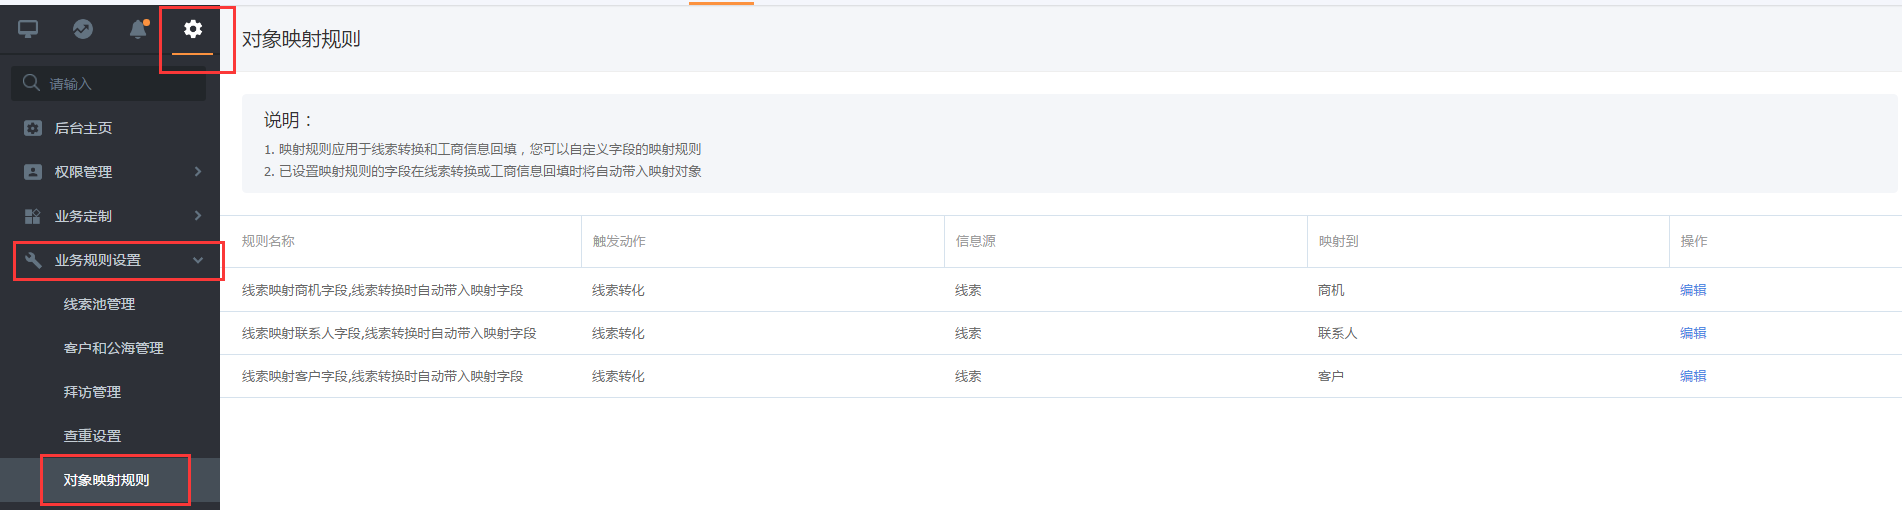 请输入
后台主页
权限管理
业务定制
业务规则设置
线索池管理
客户和公海管理
拜访管理
查重设置
对象映射规则
对象映射规则
说明：
1. 映射规则应用于线索转换和工商信息回填，您可以自定义字段的映射规则
2. 已设置映射规则的字段在线索转换或工商信息回填时将自动带入映射对象
规则名称 触发动作 信息源 映射到 操作
线索映射商机字段,线索转换时自动带入映射字段 线索转化 线索 商机 编辑
线索映射联系人字段,线索转换时自动带入映射字段 线索转化 线索 联系人 编辑
线索映射客户字段,线索转换时自动带入映射字段 线索转化 线索 客户 编辑